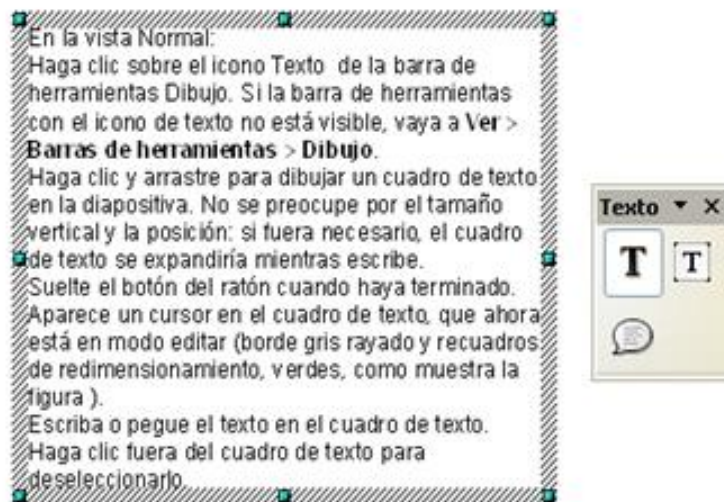 En la vista Normal:
Haga clic sobre el icono Texto de la barra de
herramientas Dibujo. Si la barra de herramientas
con el icono de texto no está visible, vaya a Ver >
Barras de herramientas > Dibujo.
Haga clic y arrastre para dibujar un cuadro de texto
en la diapositiva. No se preocupe por el tamaño
vertical y la posición: si fuera necesario, el cuadro
de texto se expandiría mientras escribe.
Suelte el botón del ratón cuando haya terminado.
Aparece un cursor en el cuadro de texto, que ahora
está en modo editar (borde gris rayado y recuadros
de redimensionamiento, verdes, como muestra la
figura ).
Escriba o pegue el texto en el cuadro de texto.
Haga clic fuera del cuadro de texto para
deseleccionarlo.
Texto
T T